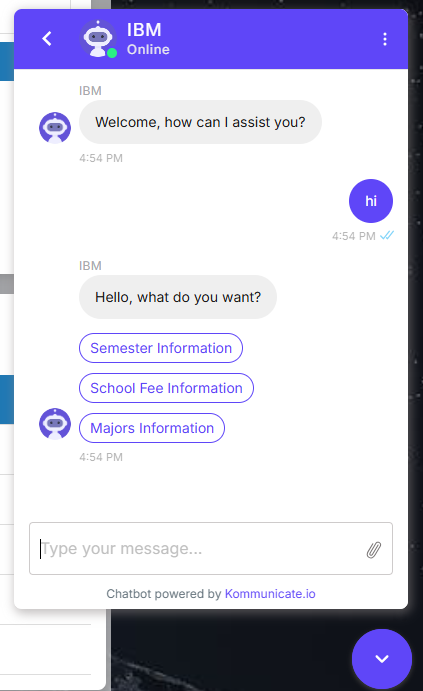 IBM
Online
IBM
Welcome, how can I assist you?
4:54 PM
hi
4:54 PM
IBM
Hello, what do you want?
Semester Information
School Fee Information
Majors Information
4:54 PM
Type your message...
Chatbot powered by Kommunicate.io